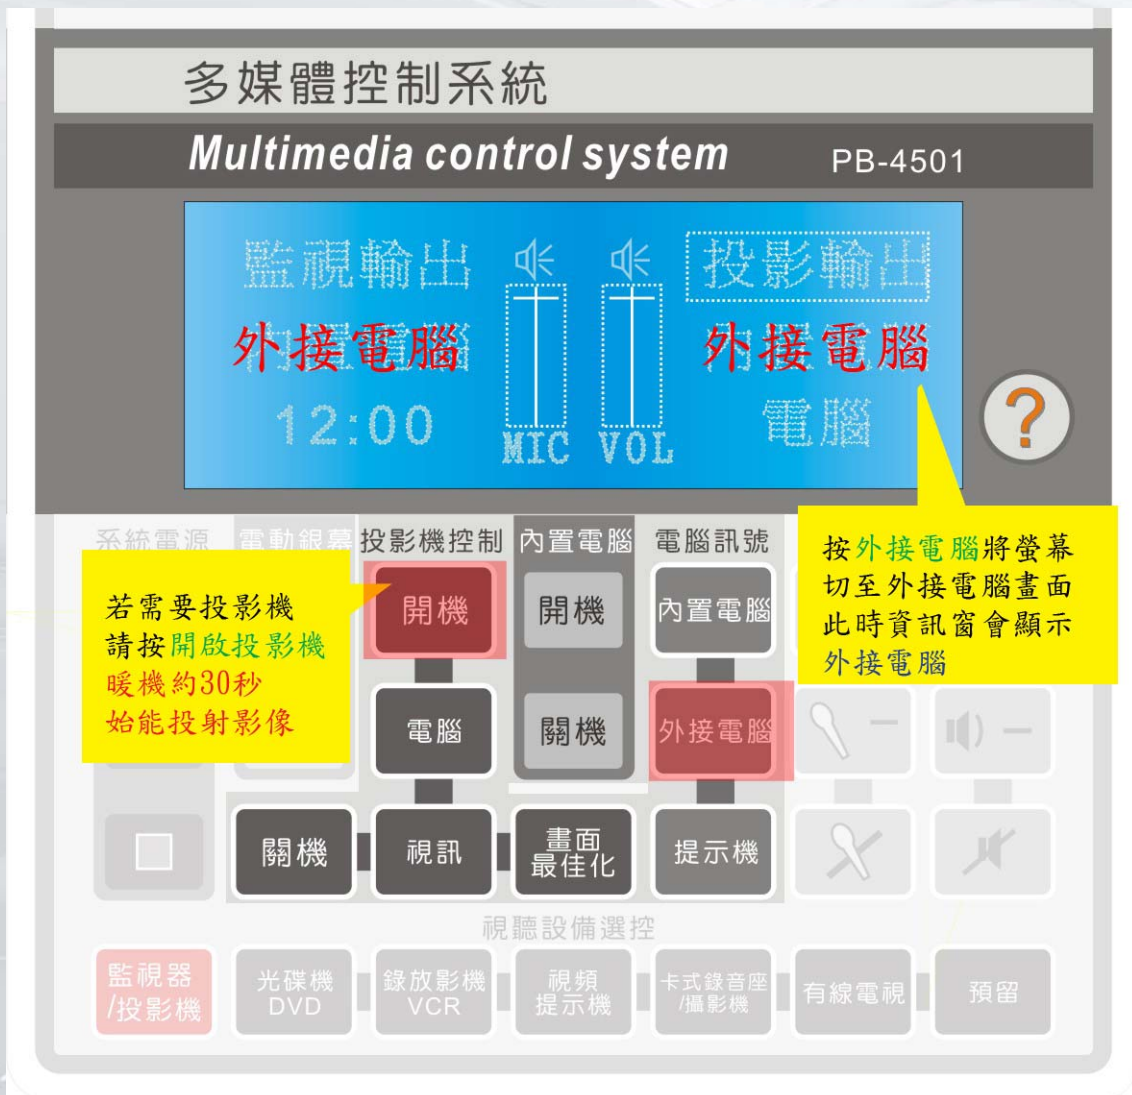 多媒體控制系統
Multimedia control system PB-4501
監視輸出
投影輸出
外接電腦
外接電腦
12:00
電腦
MIC VOL
?
系統電源
電動銀幕
投影機控制
內置電腦
電腦訊號
若需要投影機
請按開啟投影機
暖機約30秒
始能投射影像
按外接電腦將螢幕
切至外接電腦畫面
此時資訊窗會顯示
外接電腦
開機
開機
內置電腦
電腦
關機
外接電腦
關機
視訊
畫面
最佳化
提示機
視聽設備選控
監視器
/投影機
光碟機
DVD
錄放影機
VCR
視頻
提示機
卡式錄音座
/攝影機
有線電視
預留